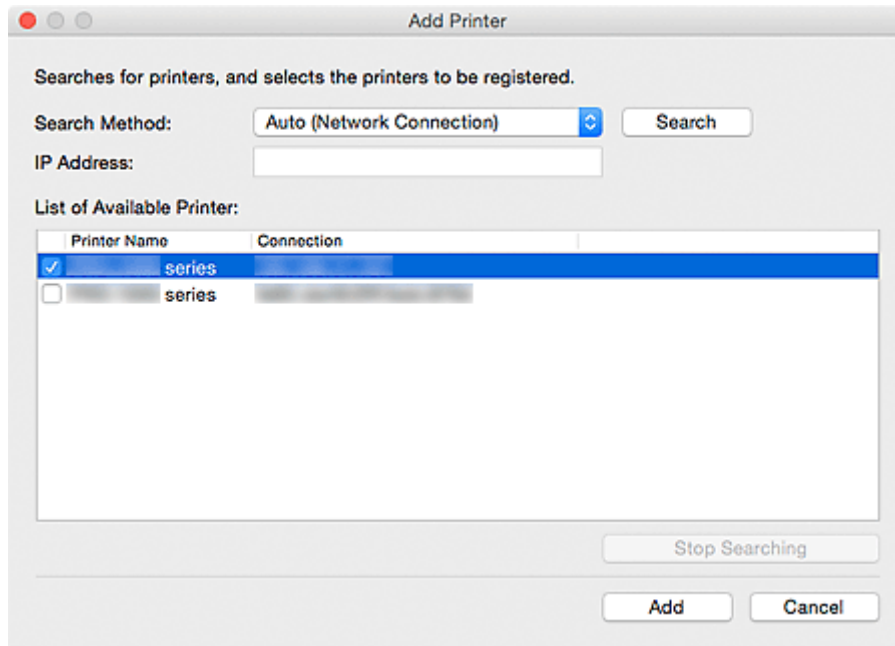 Add Printer
Searches for printers, and selects the printers to be registered.
Search Method: Auto (Network Connection) Search
IP Address:
List of Available Printer:
Printer Name Connection
series
series
Stop Searching
Add Cancel